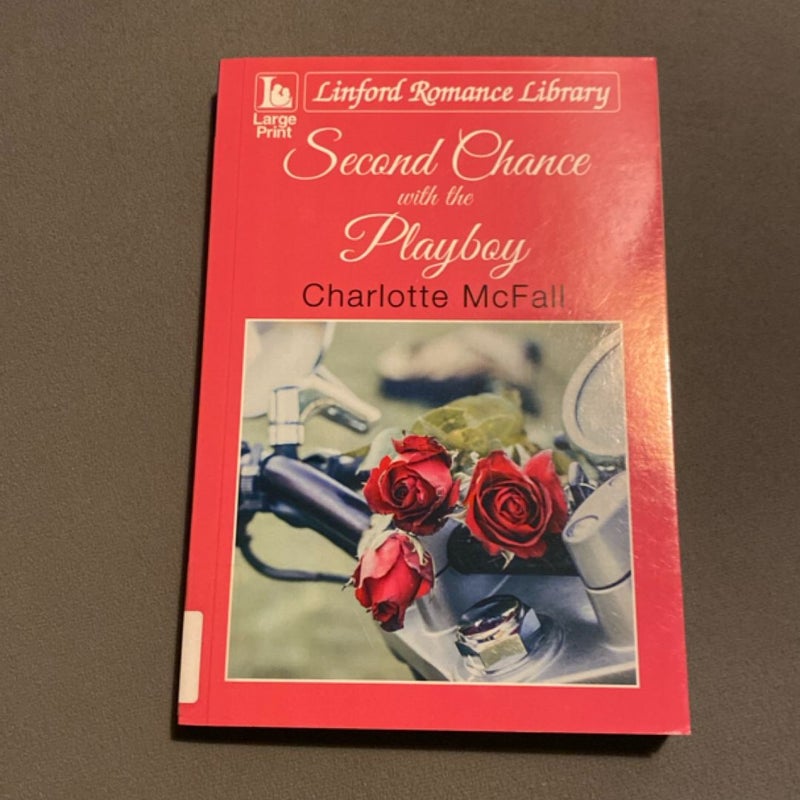 L
Linford Romance Library
Large
Print
Second Chance
with the
Playboy
Charlotte McFall